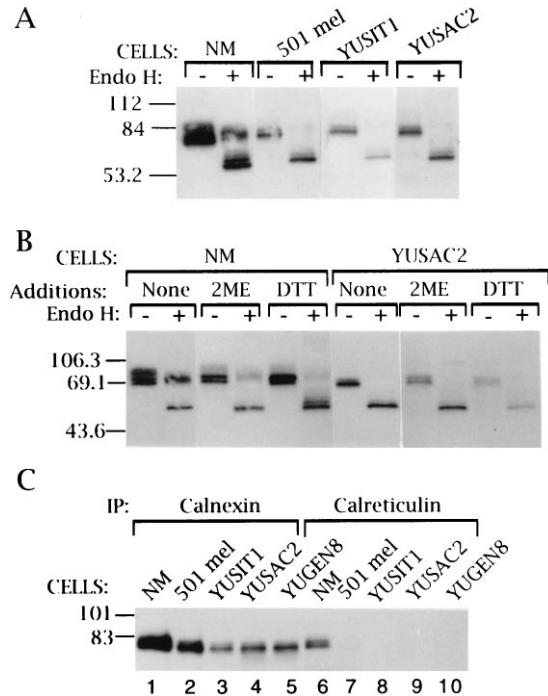 A
CELLS: NM 501 mel YUSIT1 YUSAC2
Endo H: - + - + - + - +
112
84
53.2
B
CELLS: NM YUSAC2
Additions: None 2ME DTT None 2ME DTT
Endo H: - + - + - + - + - + - +
106.3
69.1
43.6
C
IP: Calnexin Calreticulin
CELLS: NM 501 mel YUSIT1 YUSAC2 YUGEN8 NM 501 mel YUSIT1 YUSAC2 YUGEN8
101
83
1 2 3 4 5 6 7 8 9 10